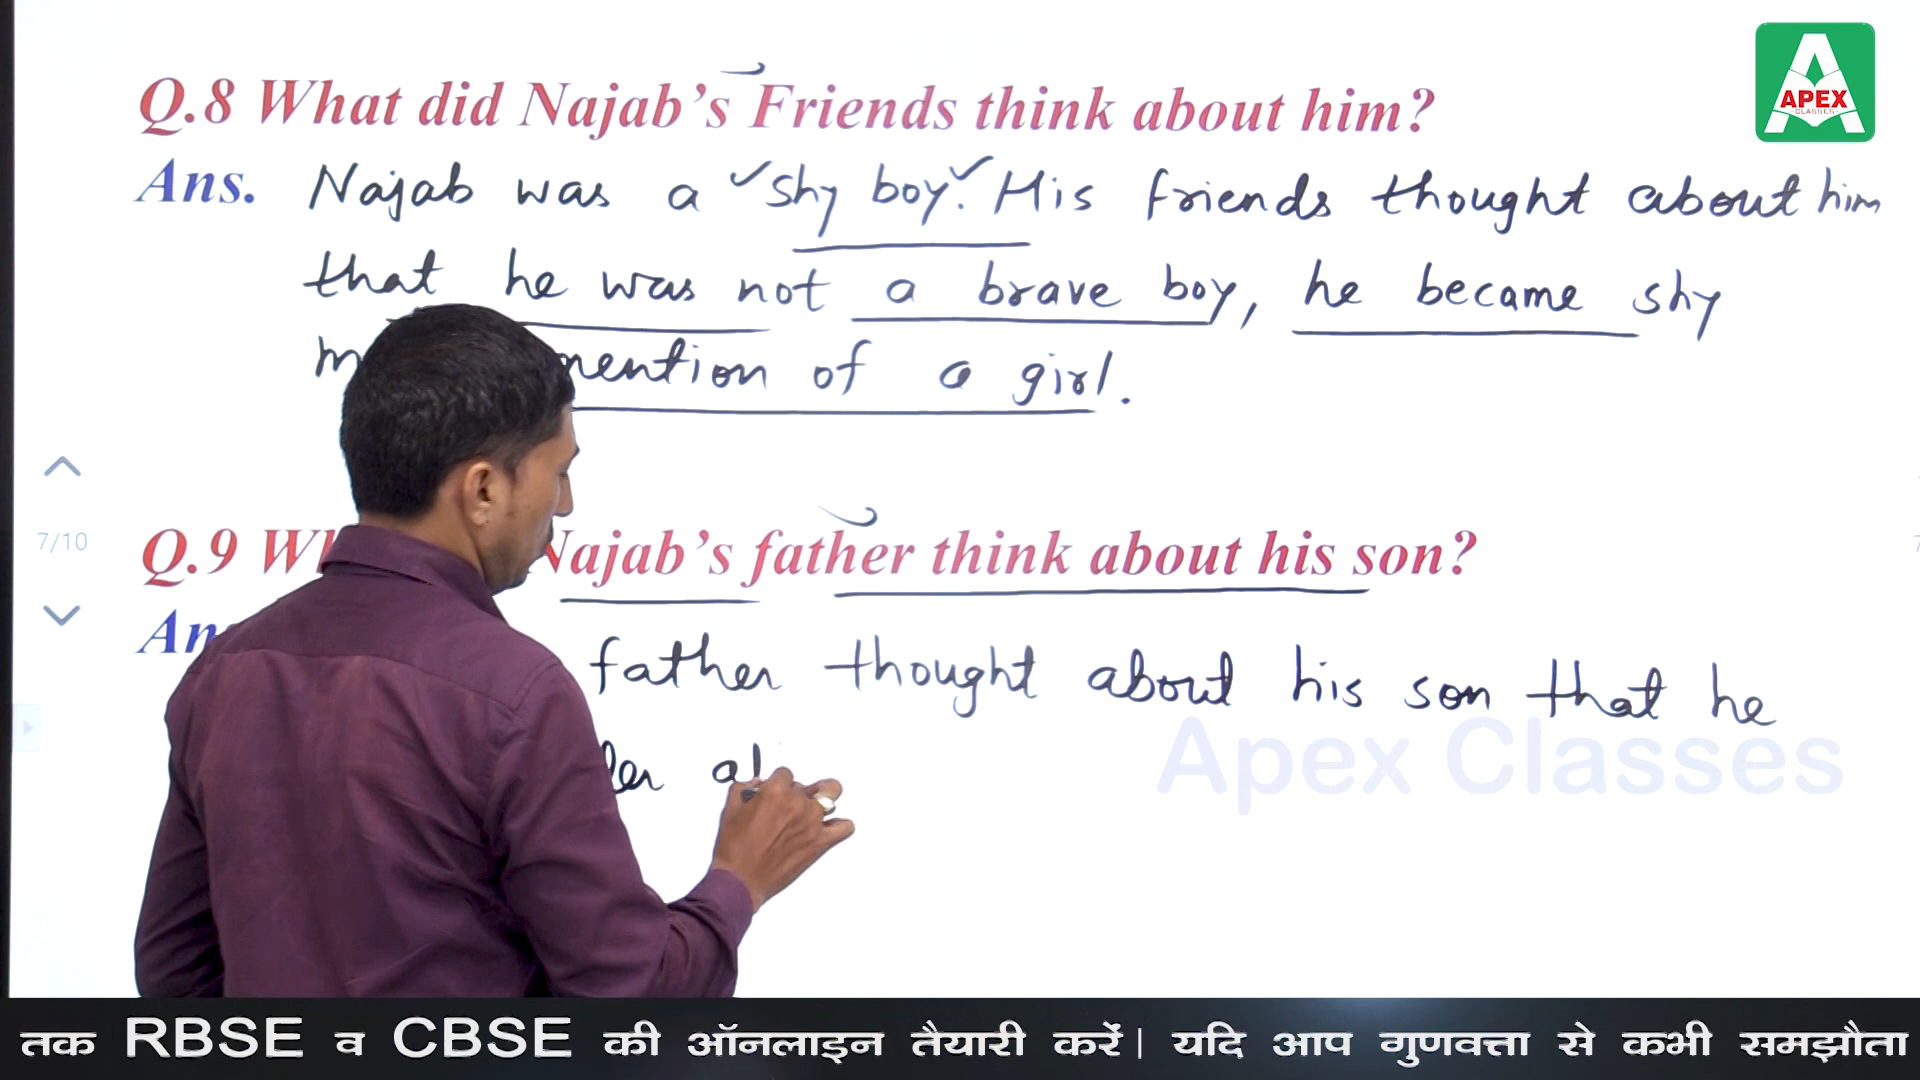 Q.8 What did Najab's Friends think about him?
Ans. Najab was a shy boy. His friends thought about him
that he was not a brave boy, he became shy
mention of a girl.
7/10
Q.9 Najab's father think about his son?
father thought about his son that he
Apex Classes
APEX
CLASSES
तक RBSE व CBSE की ऑनलाइन तैयारी करें| यदि आप गुणवत्ता से कभी समझौता